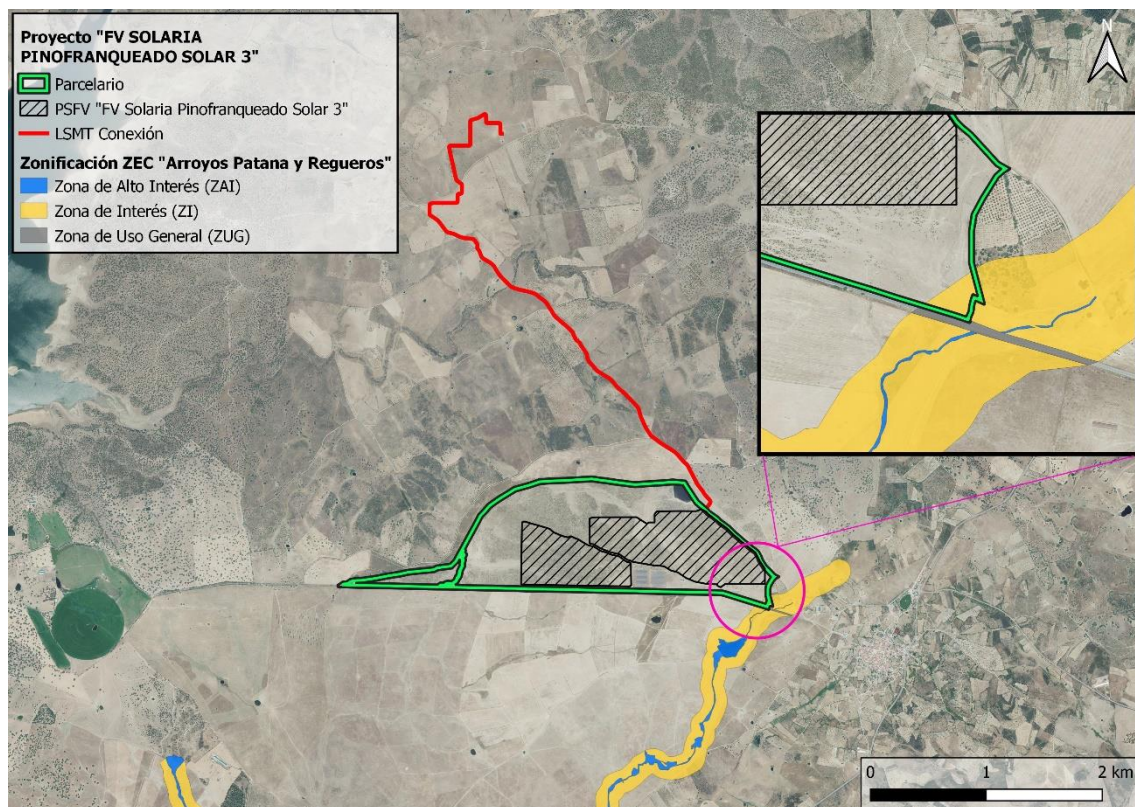 Proyecto "FV SOLARIA
PINOFRANQUEADO SOLAR 3"
Parcelario
PSFV "FV Solaria Pinofranqueado Solar 3"
LSMT Conexión
Zonificación ZEC "Arroyos Patana y Regueros"
Zona de Alto Interés (ZAI)
Zona de Interés (ZI)
Zona de Uso General (ZUG)
N
0 1 2 km